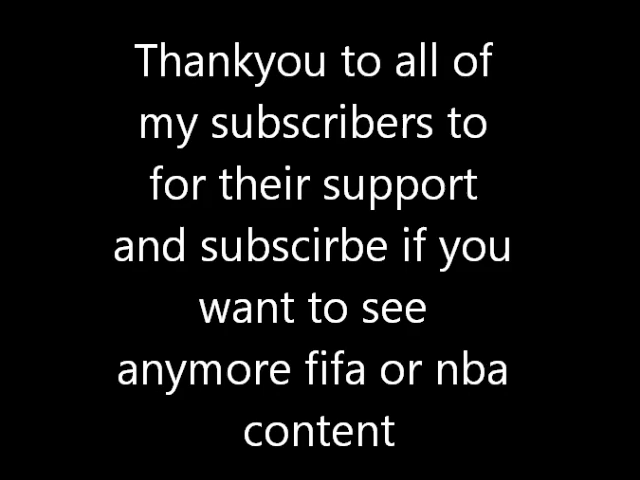 Thankyou to all of
my subscribers to
for their support
and subscirbe if you
want to see
anymore fifa or nba
content